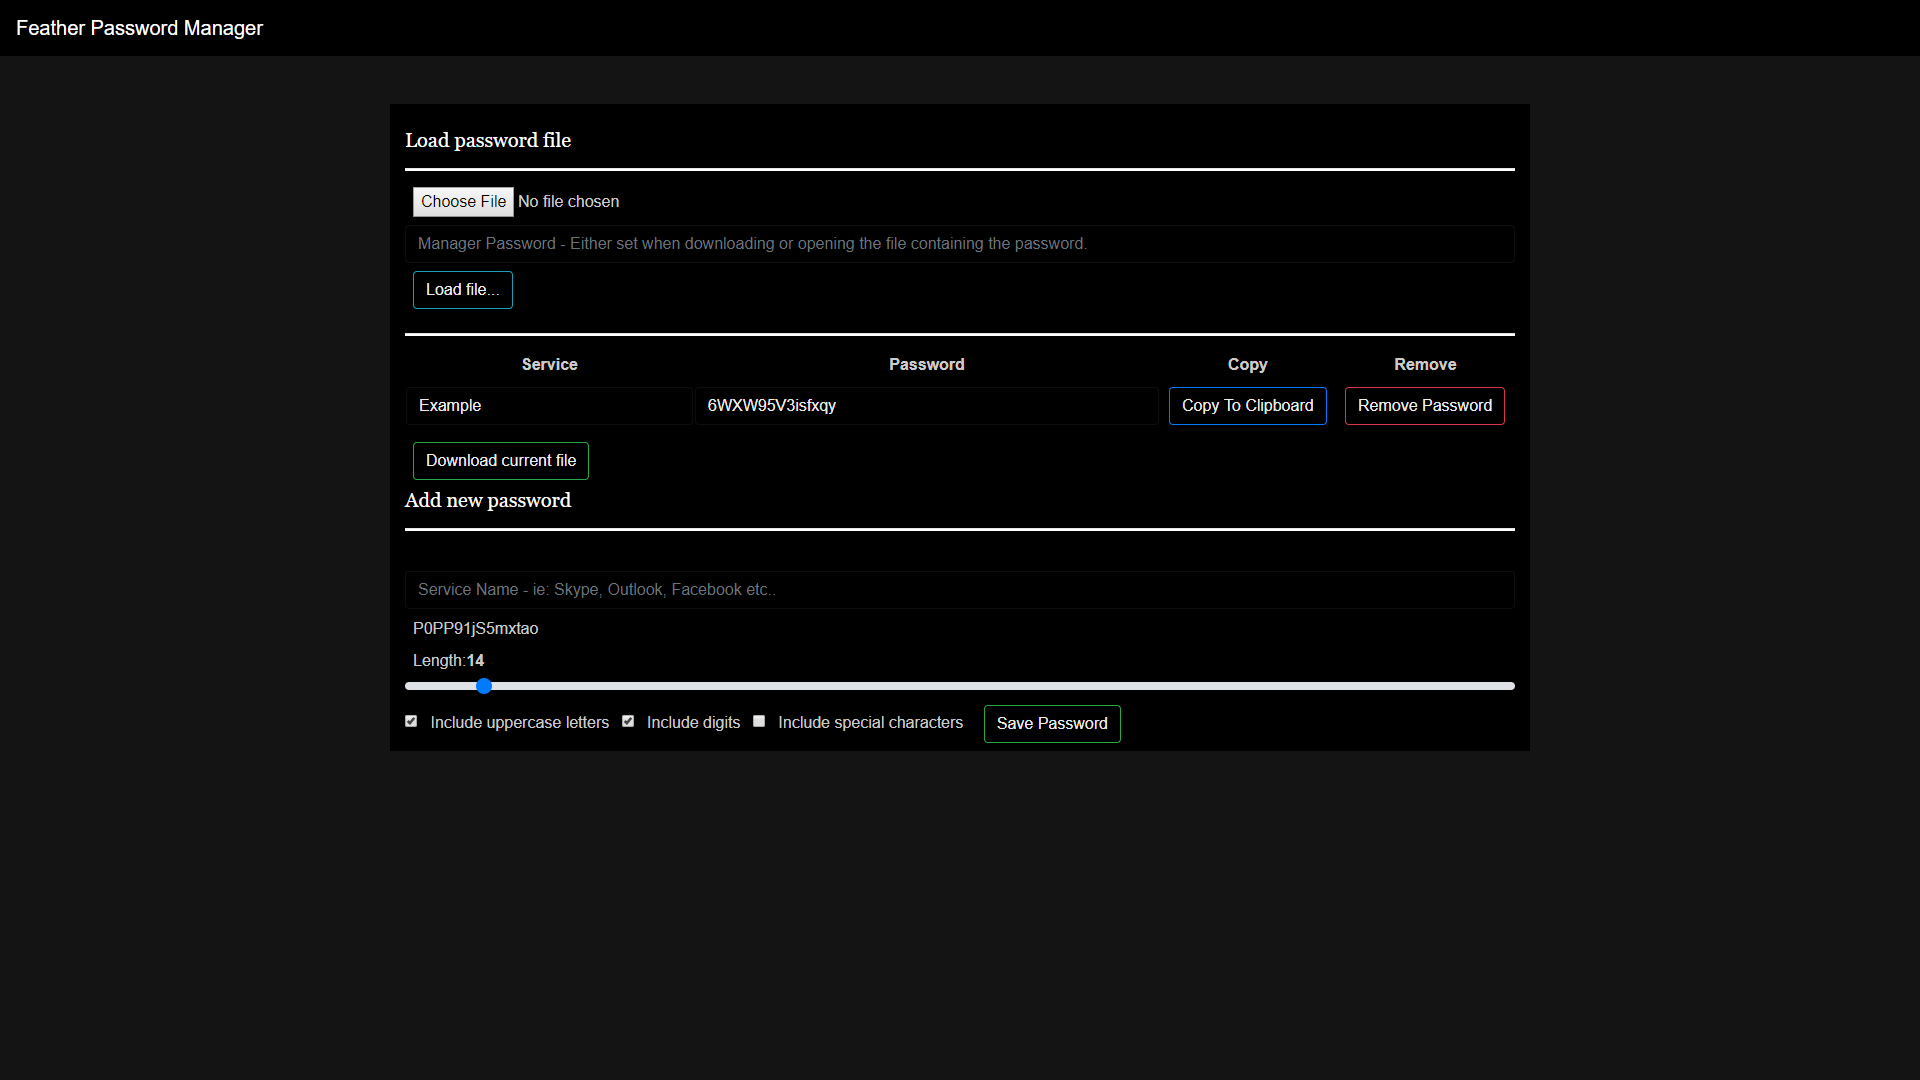 Feather Password Manager
Load password file
Choose File No file chosen
Manager Password - Either set when downloading or opening the file containing the password.
Load file...
Service Password Copy Remove
Example 6WXW95V3isfxqy Copy To Clipboard Remove Password
Download current file
Add new password
Service Name - ie: Skype, Outlook, Facebook etc..
P0PP91jS5mxtao
Length:14
Include uppercase letters Include digits Include special characters Save Password